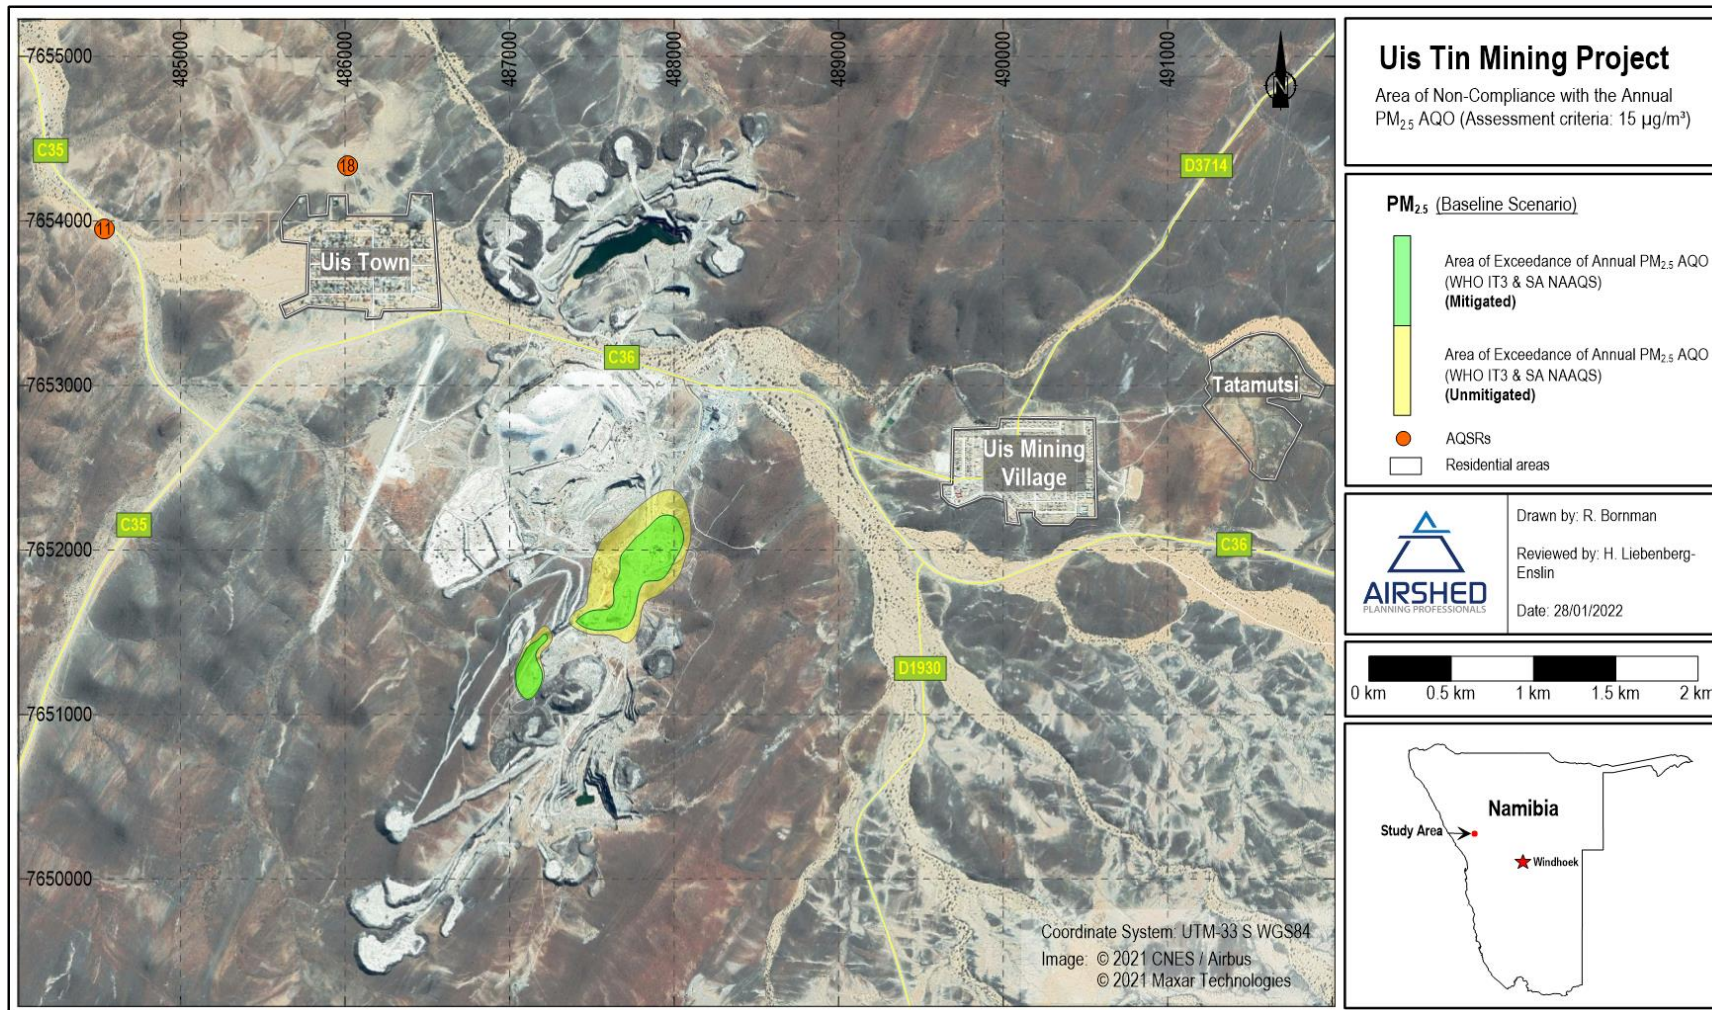 Uis Tin Mining Project
Area of Non-Compliance with the Annual
PM2.5 AQO (Assessment criteria: 15 µg/m³)
PM2.5 (Baseline Scenario)
Area of Exceedance of Annual PM2.5 AQO
(WHO IT3 & SA NAAQS)
(Mitigated)
Area of Exceedance of Annual PM2.5 AQO
(WHO IT3 & SA NAAQS)
(Unmitigated)
AQSRs
Residential areas
AIRSHED
PLANNING PROFESSIONALS
Drawn by: R. Bornman
Reviewed by: H. Liebenberg-
Enslin
Date: 28/01/2022
0 km 0.5 km 1 km 1.5 km 2 km
Namibia
Study Area
Windhoek
485000 486000 487000 488000 489000 490000 491000
7655000
7654000
7653000
7652000
7651000
7650000
N
C35
18
D3714
11
Uis Town
C36
Tatamutsi
Uis Mining
Village
C35
C36
D1930
Coordinate System: UTM-33 S WGS84
Image: © 2021 CNES / Airbus
© 2021 Maxar Technologies